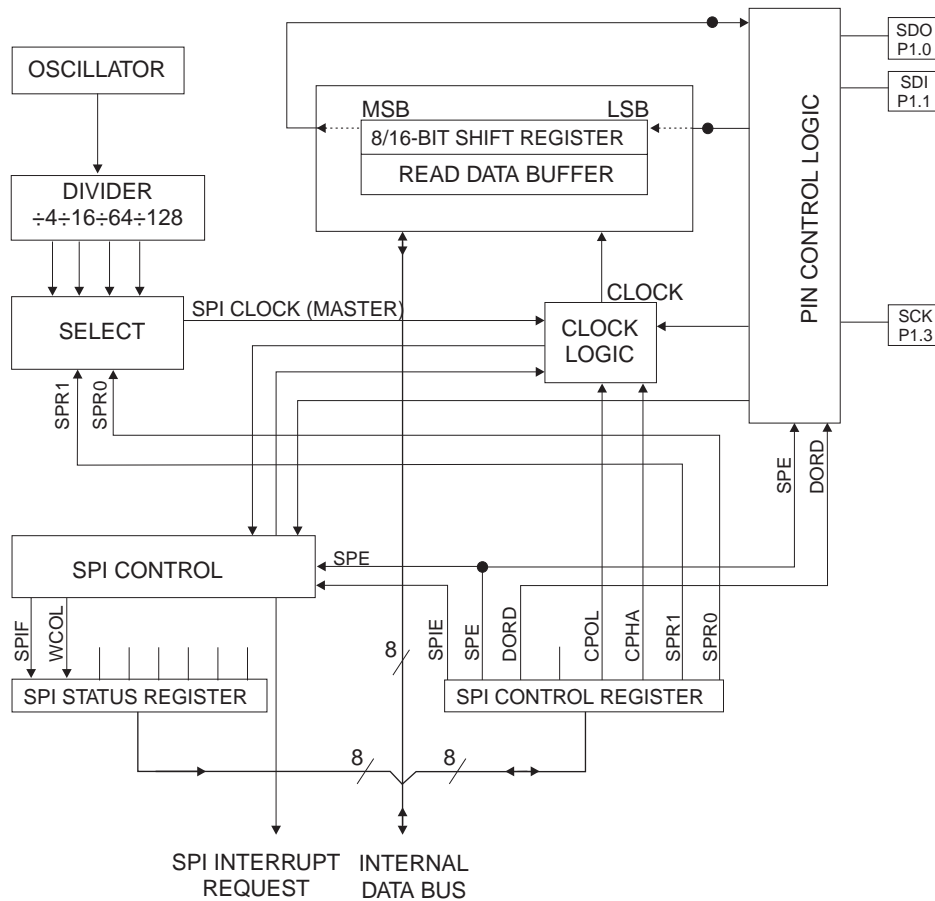 SDO
P1.0
OSCILLATOR
SDI
P1.1
MSB
LSB
8/16-BIT SHIFT REGISTER
READ DATA BUFFER
PIN CONTROL LOGIC
DIVIDER
÷4÷16÷64÷128
CLOCK
SPI CLOCK (MASTER)
SELECT
CLOCK
LOGIC
SCK
P1.3
SPR1
SPR0
SPE
DORD
SPI CONTROL
SPE
SPIF
WCOL
8
SPIE
SPE
DORD
CPOL
CPHA
SPR1
SPR0
SPI STATUS REGISTER
SPI CONTROL REGISTER
8
8
SPI INTERRUPT
REQUEST
INTERNAL
DATA BUS